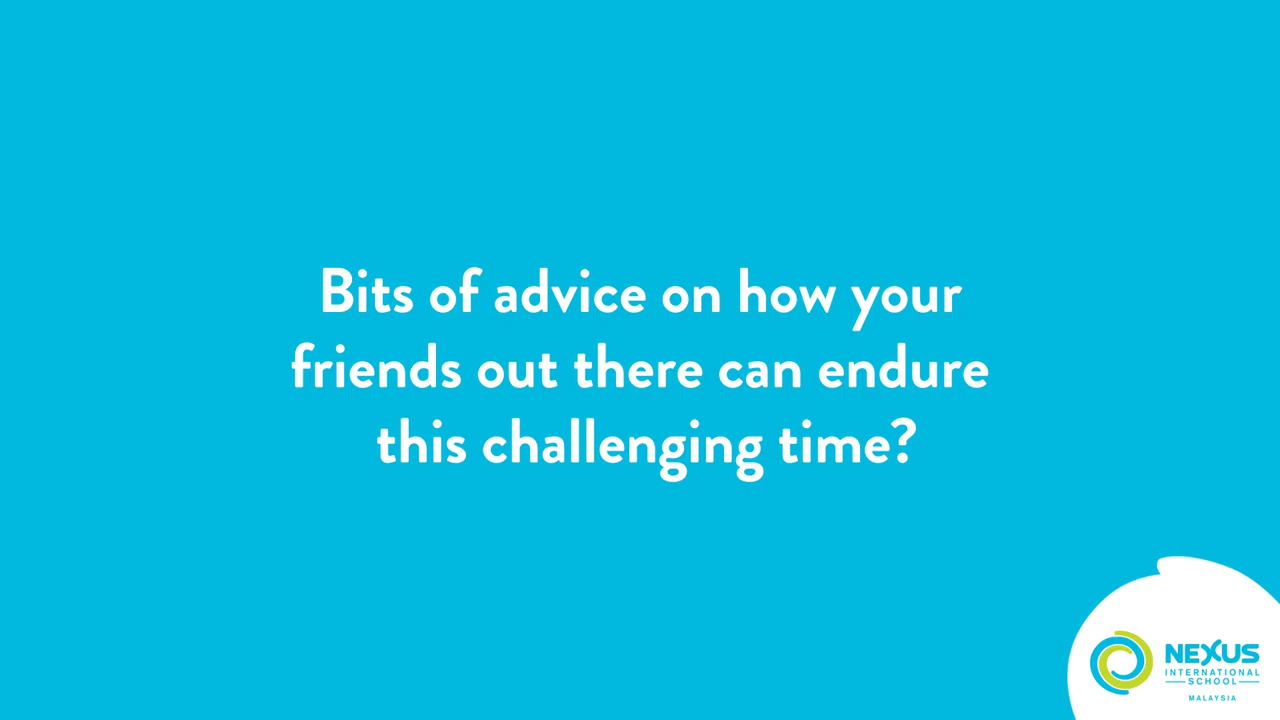 Bits of advice on how your
friends out there can endure
this challenging time?
NEXUS
INTERNATIONAL
SCHOOL
MALAYSIA